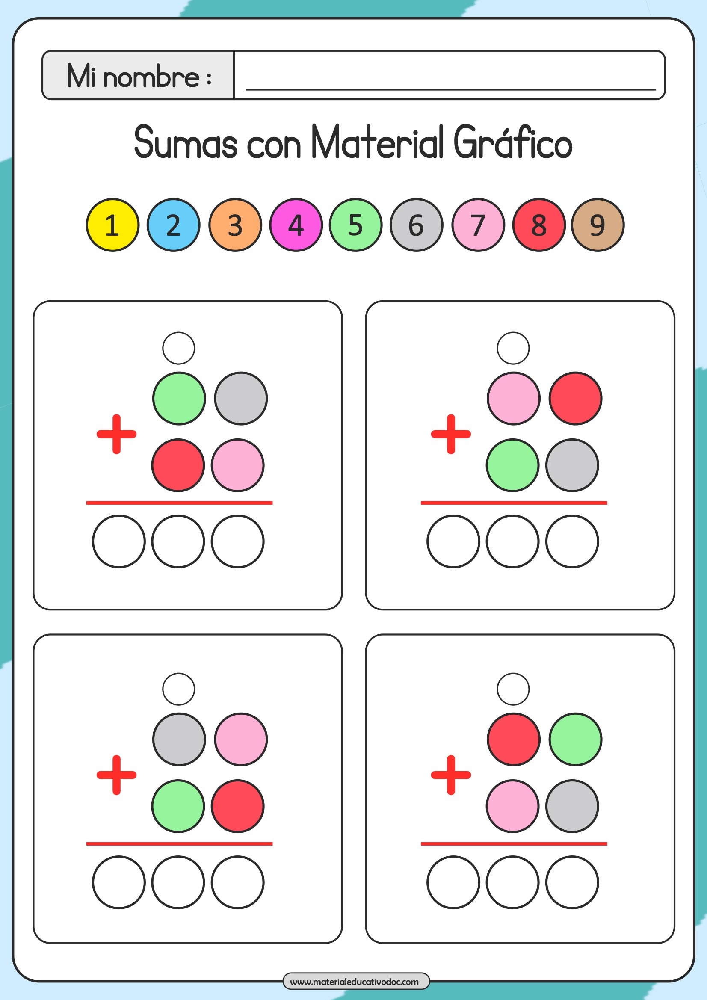 Mi nombre :
Sumas con Material Gráfico
1 2 3 4 5 6 7 8 9
+ +
+ +
www.materialeducativodoc.com